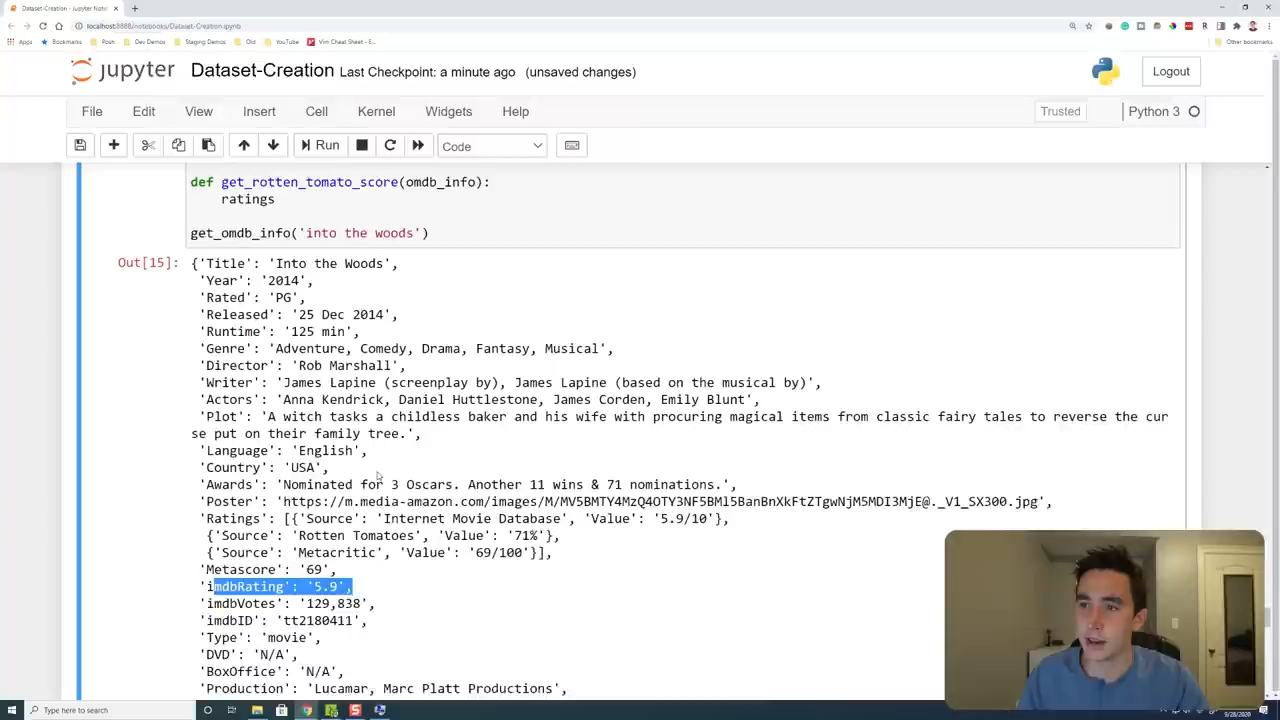 Dataset-Creation - Jupyter Note
localhost:8888/notebooks/Dataset-Creation.ipynb
Apps Bookmarks Posh Dev Demos Staging Demos Old YouTube Vim Cheat Sheet - E... Other bookmarks
jupyter Dataset-Creation Last Checkpoint: a minute ago (unsaved changes) Logout
File Edit View Insert Cell Kernel Widgets Help Trusted Python 3
Run Code
def get_rotten_tomato_score(omdb_info):
ratings
get_omdb_info('into the woods')
Out[15]: {'Title': 'Into the Woods',
'Year': '2014',
'Rated': 'PG',
'Released': '25 Dec 2014',
'Runtime': '125 min',
'Genre': 'Adventure, Comedy, Drama, Fantasy, Musical',
'Director': 'Rob Marshall',
'Writer': 'James Lapine (screenplay by), James Lapine (based on the musical by)',
'Actors': 'Anna Kendrick, Daniel Huttlestone, James Corden, Emily Blunt',
'Plot': 'A witch tasks a childless baker and his wife with procuring magical items from classic fairy tales to reverse the cur
se put on their family tree.',
'Language': 'English',
'Country': 'USA',
'Awards': 'Nominated for 3 Oscars. Another 11 wins & 71 nominations.',
'Poster': 'https://m.media-amazon.com/images/M/MV5BMTY4MzQ4OTY3NF5BMl5BanBnXkFtZTgwNjM5MDI3MjE@._V1_SX300.jpg',
'Ratings': [{'Source': 'Internet Movie Database', 'Value': '5.9/10'},
{'Source': 'Rotten Tomatoes', 'Value': '71%'},
{'Source': 'Metacritic', 'Value': '69/100'}],
'Metascore': '69',
'imdbRating': '5.9',
'imdbVotes': '129,838',
'imdbID': 'tt2180411',
'Type': 'movie',
'DVD': 'N/A',
'BoxOffice': 'N/A',
'Production': 'Lucamar, Marc Platt Productions',
Type here to search
9/28/2020